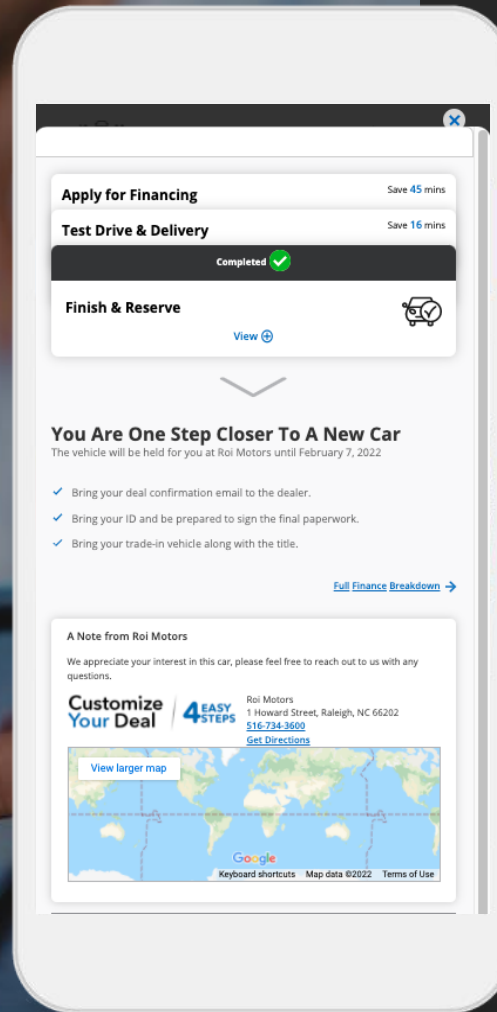 Apply for Financing
Save 45 mins
Test Drive & Delivery
Save 16 mins
Completed
Finish & Reserve
View
You Are One Step Closer To A New Car
The vehicle will be held for you at Roi Motors until February 7, 2022
Bring your deal confirmation email to the dealer.
Bring your ID and be prepared to sign the final paperwork.
Bring your trade-in vehicle along with the title.
Full Finance Breakdown
A Note from Roi Motors
We appreciate your interest in this car, please feel free to reach out to us with any
questions.
Customize
Your Deal
4 EASY
STEPS
Roi Motors
1 Howard Street, Raleigh, NC 66202
516-734-3600
Get Directions
View larger map
Google
Keyboard shortcuts
Map data ©2022
Terms of Use